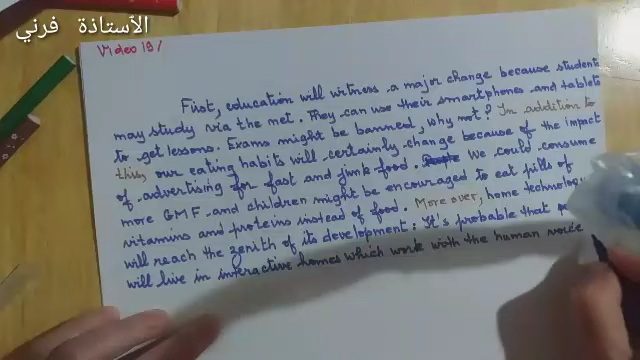 الأستاذة فرني
Video 19/
First, education will witness a major change because students
may study via the net. They can use their smartphones and tablets
to get lessons. Exams might be banned, why not? In addition to
this, our eating habits will certainly change because of the impact
of advertising for fast and junk food. We could consume
more GMF and children might be encouraged to eat pills of
vitamins and proteins instead of food. More over, home technology
will reach the zenith of its development: It's probable that
will live in interactive homes which work with the human voice